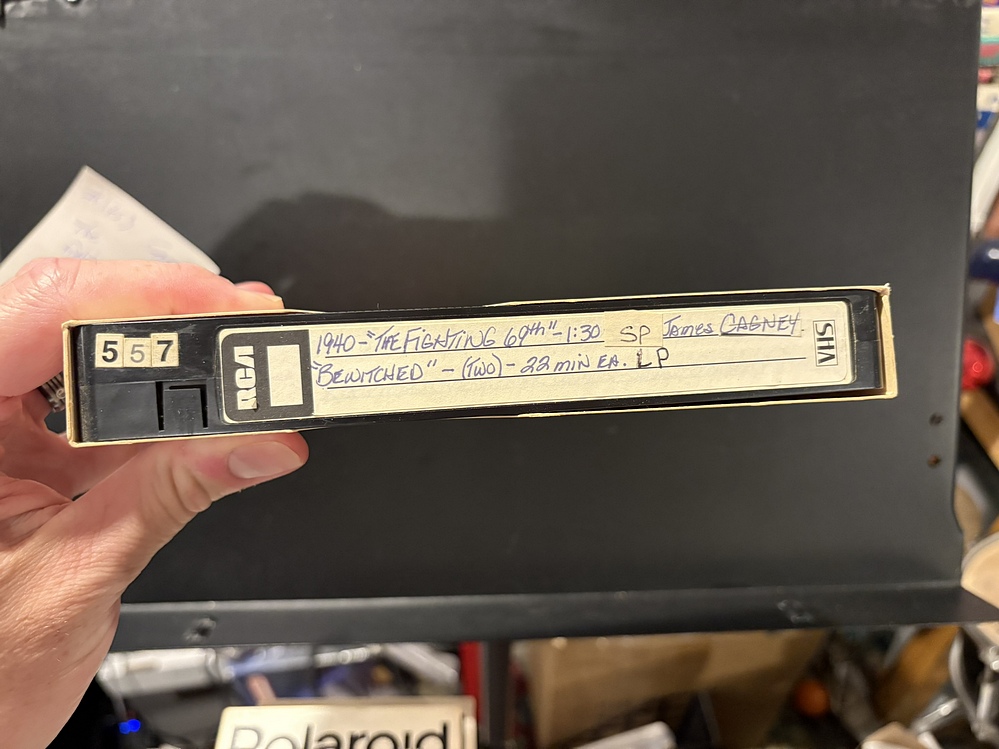 557
RCA
1940-"THE FIGHTING 69th"-1:30 SP James CAGNEY
"BEWITCHED" - (TWO) - 22 min EA. LP
VHS
Polaroid